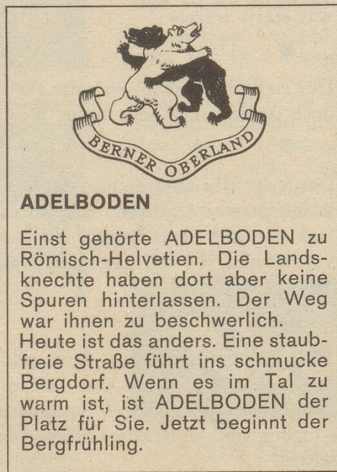 BERNER OBERLAND
ADELBODEN
Einst gehörte ADELBODEN zu
Römisch-Helvetien. Die Lands-
knechte haben dort aber keine
Spuren hinterlassen. Der Weg
war ihnen zu beschwerlich.
Heute ist das anders. Eine staub-
freie Straße führt ins schmucke
Bergdorf. Wenn es im Tal zu
warm ist, ist ADELBODEN der
Platz für Sie. Jetzt beginnt der
Bergfrühling.